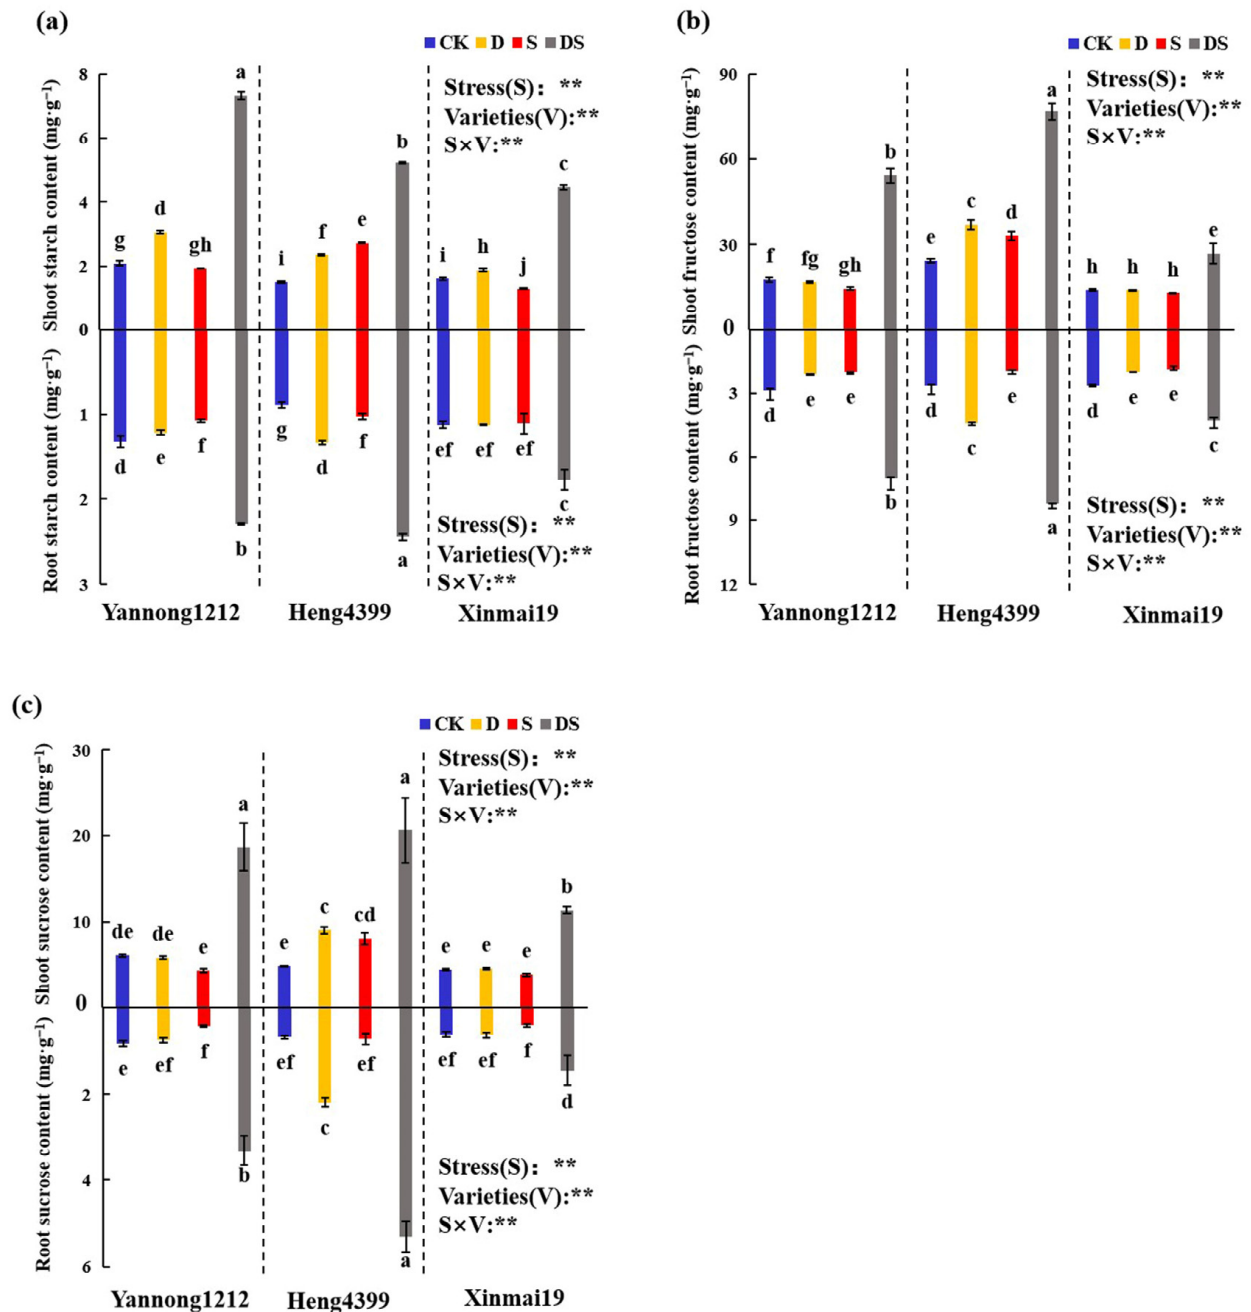 (a)
CK D S DS
Shoot starch content (mg·g⁻¹)
Root starch content (mg·g⁻¹)
8
6
4
2
0
1
2
3
Stress(S): **
Varieties(V):**
S×V:**
g d gh a
i f e b
i h j c
d e f b
g d f a
ef ef ef c
Stress(S): **
Varieties(V):**
S×V:**
Yannong1212 Heng4399 Xinmai19
(b)
CK D S DS
Shoot fructose content (mg·g⁻¹)
Root fructose content (mg·g⁻¹)
90
60
30
0
3
6
9
12
Stress(S): **
Varieties(V):**
S×V:**
f fg gh b
e c d a
h h h e
d e e b
d c e a
d e e c
Stress(S): **
Varieties(V):**
S×V:**
Yannong1212 Heng4399 Xinmai19
(c)
CK D S DS
Shoot sucrose content (mg·g⁻¹)
Root sucrose content (mg·g⁻¹)
30
20
10
0
2
4
6
Stress(S): **
Varieties(V):**
S×V:**
de de e a
e c cd a
e e e b
e ef f b
ef c ef a
ef ef f d
Stress(S): **
Varieties(V):**
S×V:**
Yannong1212 Heng4399 Xinmai19